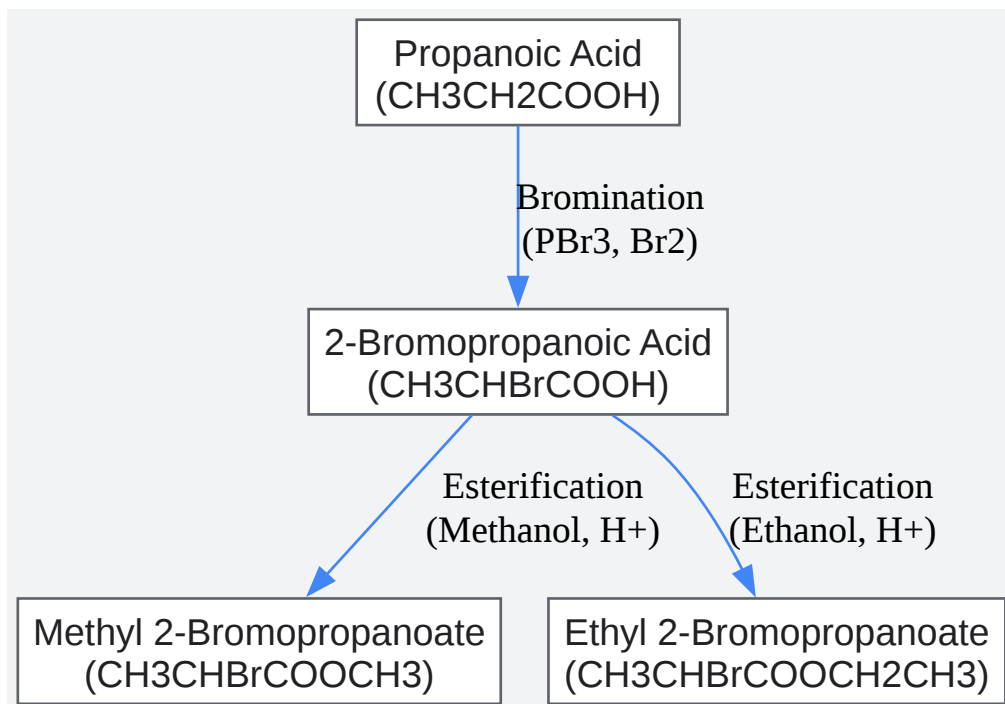 Propanoic Acid
(CH3CH2COOH)
Bromination
(PBr3, Br2)
2-Bromopropanoic Acid
(CH3CHBrCOOH)
Esterification
(Methanol, H+)
Esterification
(Ethanol, H+)
Methyl 2-Bromopropanoate
(CH3CHBrCOOCH3)
Ethyl 2-Bromopropanoate
(CH3CHBrCOOCH2CH3)